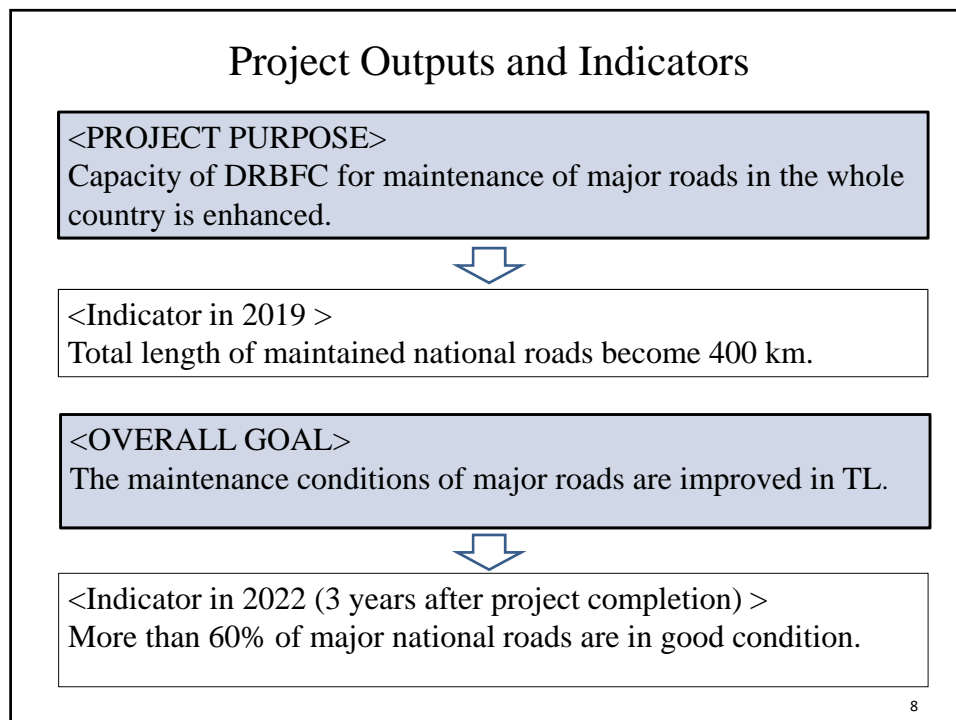 Project Outputs and Indicators
<PROJECT PURPOSE>
Capacity of DRBFC for maintenance of major roads in the whole
country is enhanced.
<Indicator in 2019 >
Total length of maintained national roads become 400 km.
<OVERALL GOAL>
The maintenance conditions of major roads are improved in TL.
<Indicator in 2022 (3 years after project completion) >
More than 60% of major national roads are in good condition.
8